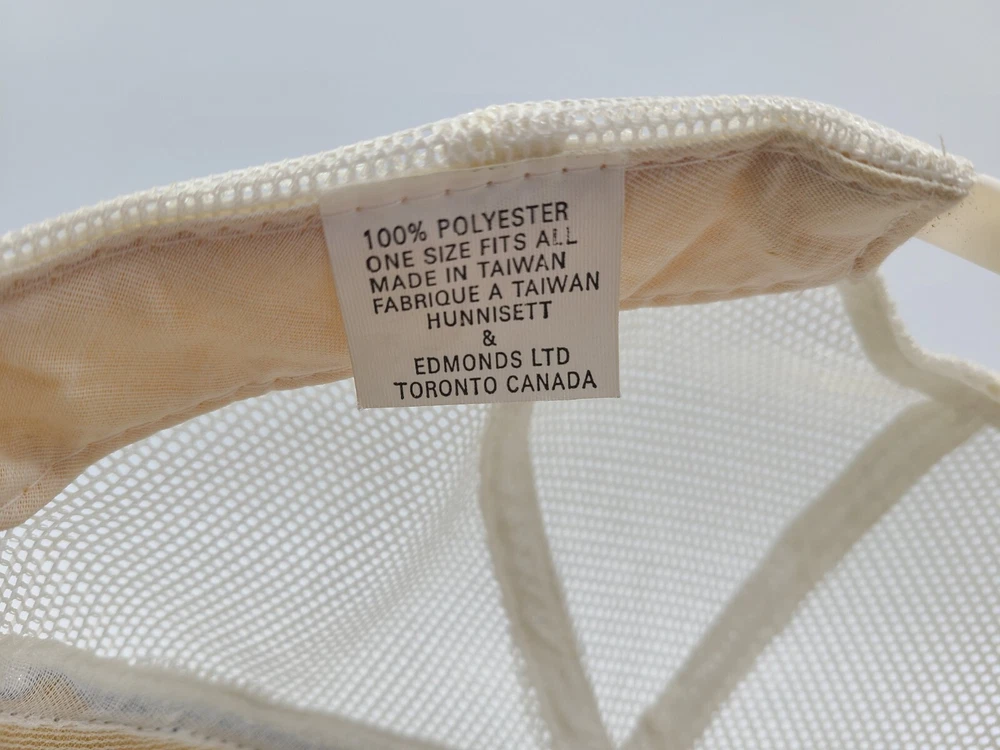 100% POLYESTER
ONE SIZE FITS ALL
MADE IN TAIWAN
FABRIQUE A TAIWAN
HUNNISETT
&
EDMONDS LTD
TORONTO CANADA